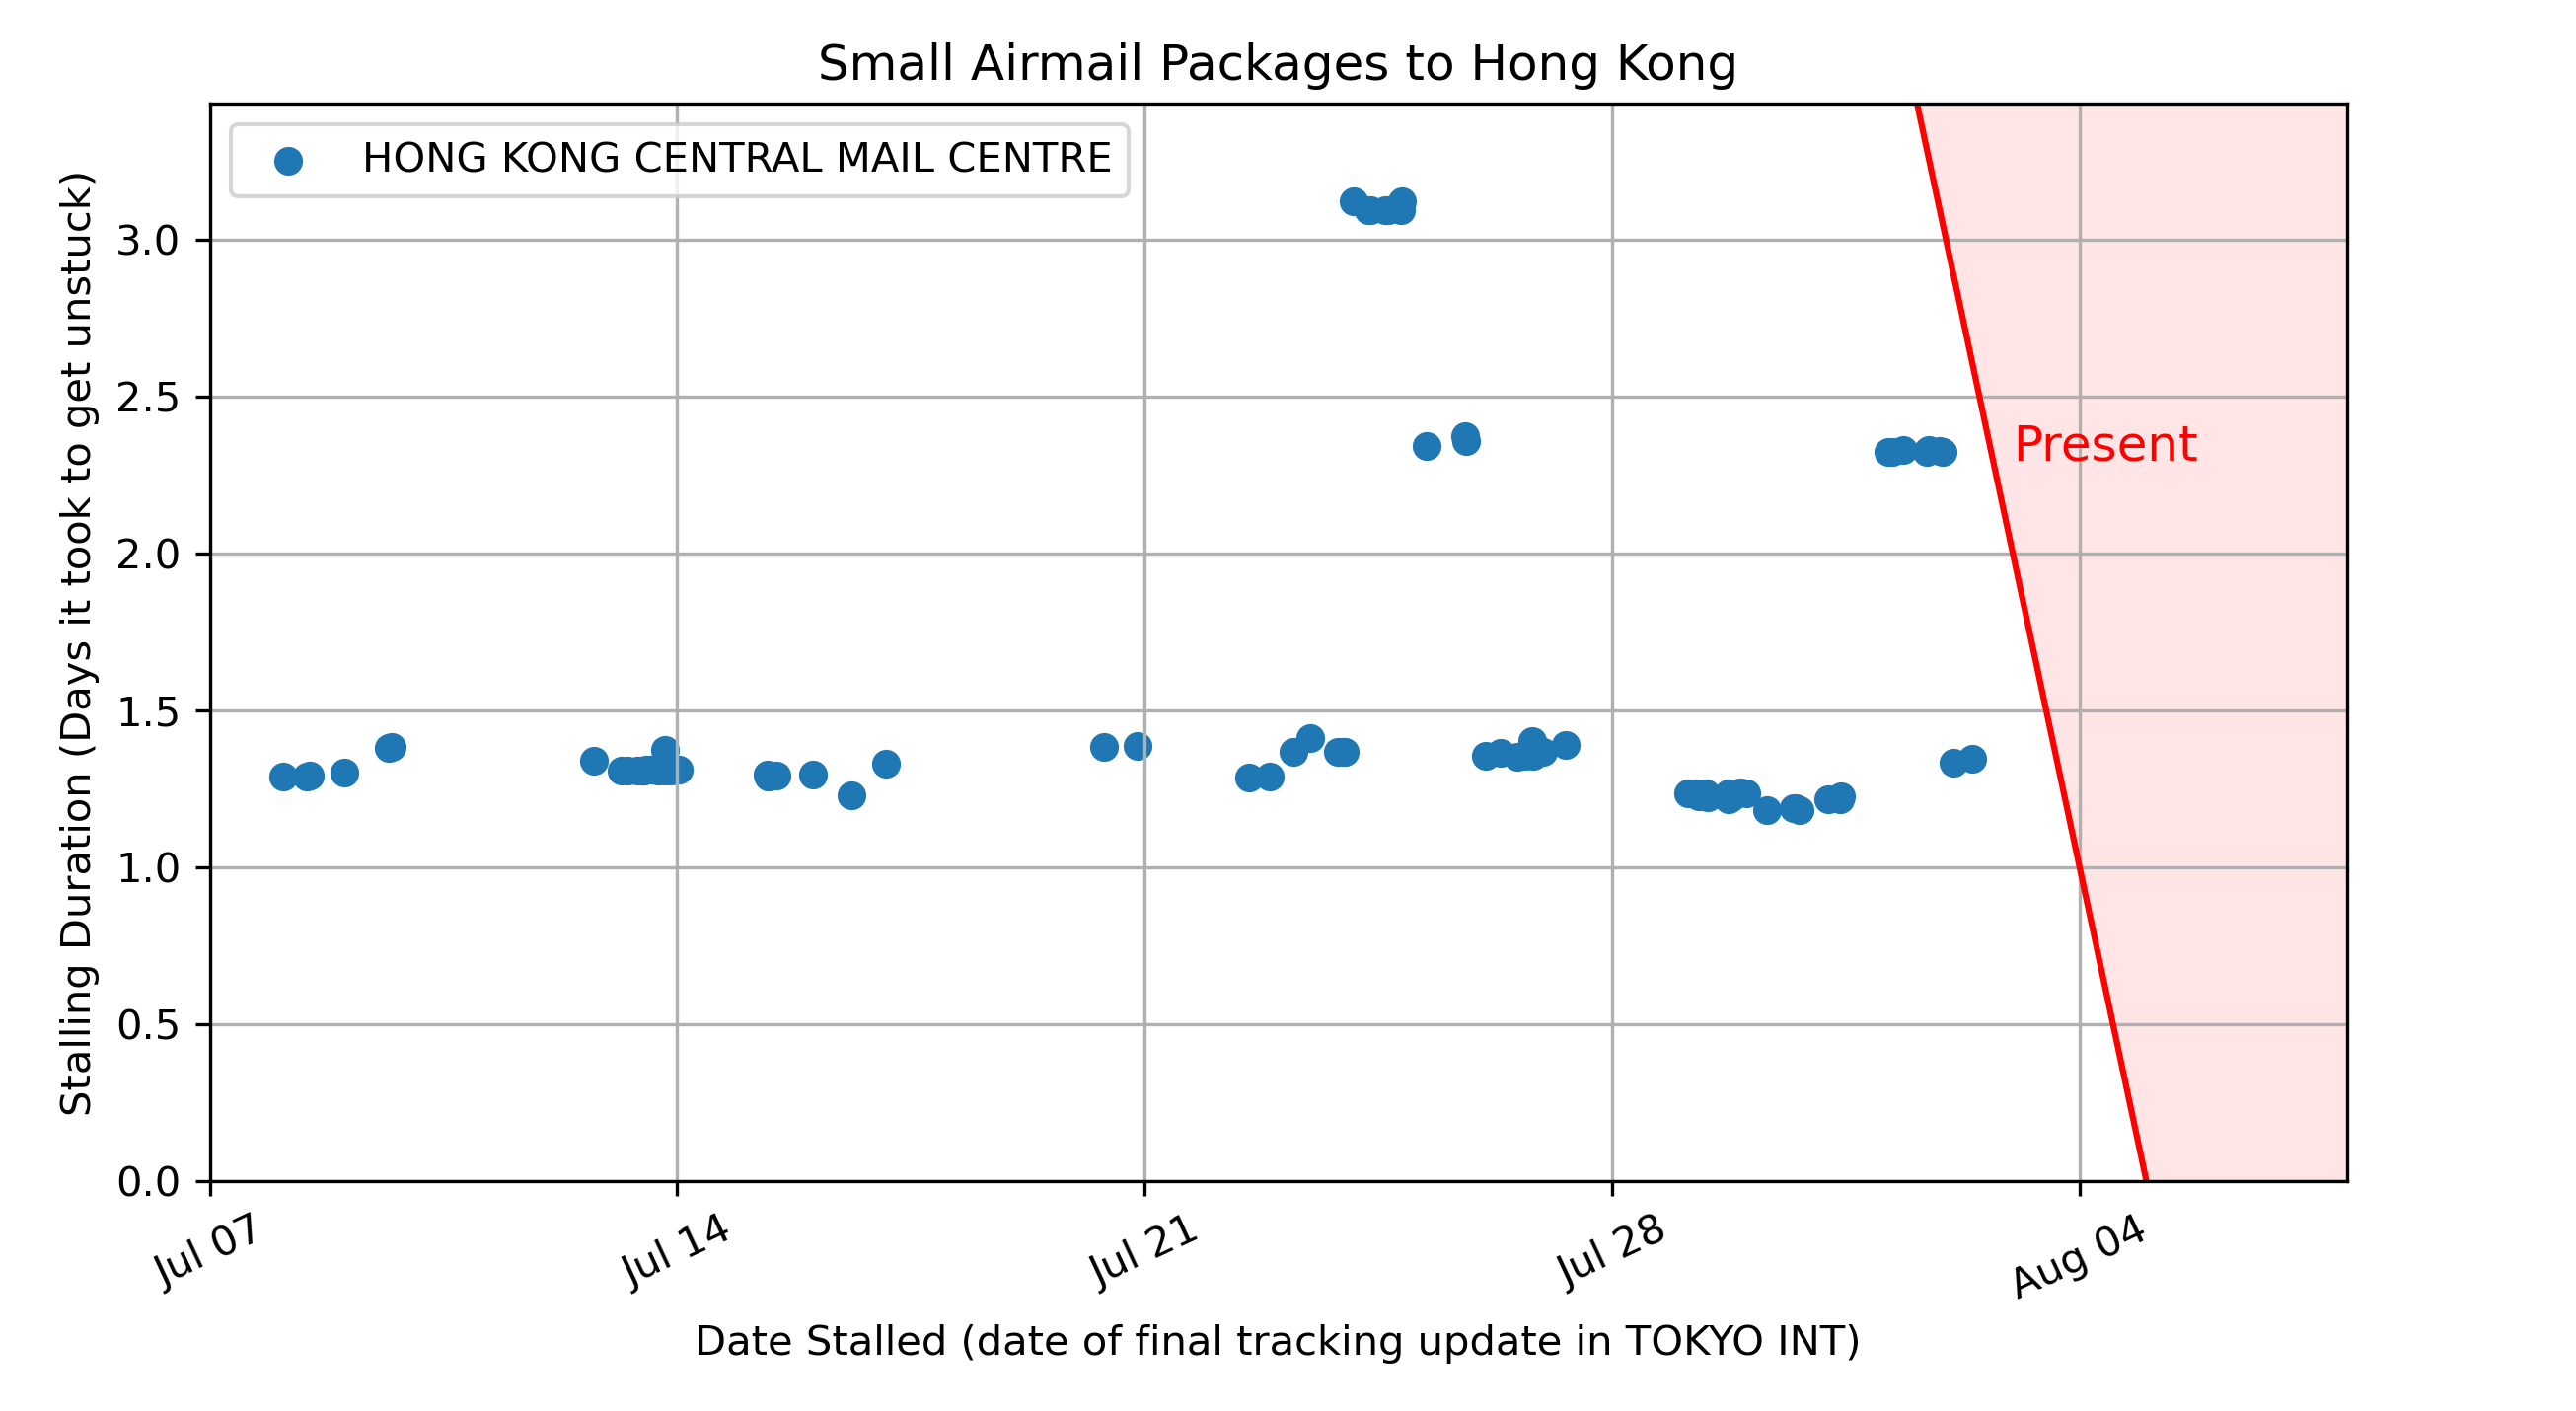 Small Airmail Packages to Hong Kong
HONG KONG CENTRAL MAIL CENTRE
Stalling Duration (Days it took to get unstuck)
3.0
2.5
2.0
1.5
1.0
0.5
0.0
Present
Jul 07
Jul 14
Jul 21
Jul 28
Aug 04
Date Stalled (date of final tracking update in TOKYO INT)